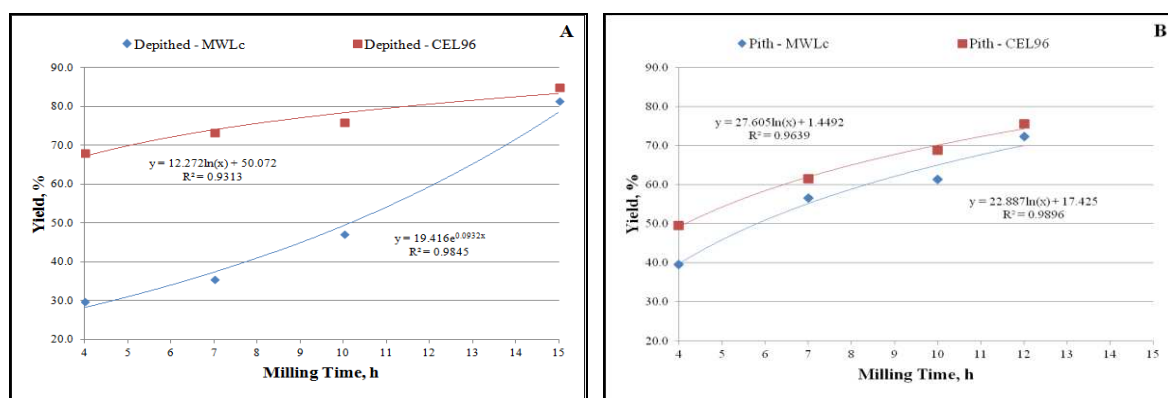 A
Depithed - MWLc
Depithed - CEL96
90.0
80.0
70.0
60.0
50.0
40.0
30.0
20.0
Yield, %
y = 12.272ln(x) + 50.072
R² = 0.9313
y = 19.416e^0.0932x
R² = 0.9845
4 5 6 7 8 9 10 11 12 13 14 15
Milling Time, h
B
Pith - MWLc
Pith - CEL96
90.0
80.0
70.0
60.0
50.0
40.0
30.0
20.0
Yield, %
y = 27.605ln(x) + 1.4492
R² = 0.9639
y = 22.887ln(x) + 17.425
R² = 0.9896
4 5 6 7 8 9 10 11 12 13 14 15
Milling Time, h